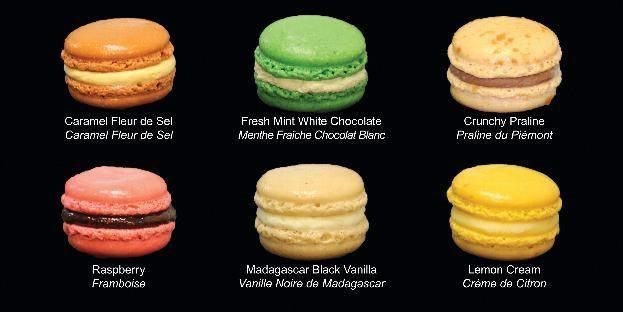 Caramel Fleur de Sel
Caramel Fleur de Sel
Fresh Mint White Chocolate
Menthe Fraîche Chocolat Blanc
Crunchy Praline
Praline du Piémont
Raspberry
Framboise
Madagascar Black Vanilla
Vanille Noire de Madagascar
Lemon Cream
Crème de Citron